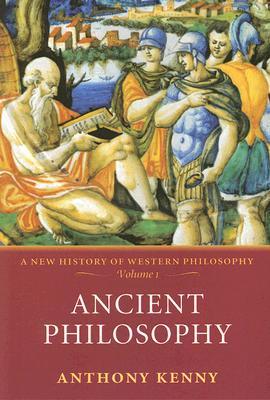 A NEW HISTORY OF WESTERN PHILOSOPHY
Volume 1
ANCIENT
PHILOSOPHY
ANTHONY KENNY